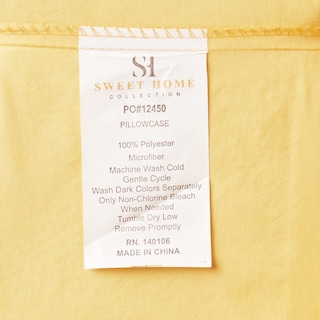 SH
SWEET HOME
COLLECTION
PO#12450
PILLOWCASE
100% Polyester
Microfiber
Machine Wash Cold
Gentle Cycle
Wash Dark Colors Separately
Only Non-Chlorine Bleach
When Needed
Tumble Dry Low
Remove Promptly
RN. 140106
MADE IN CHINA